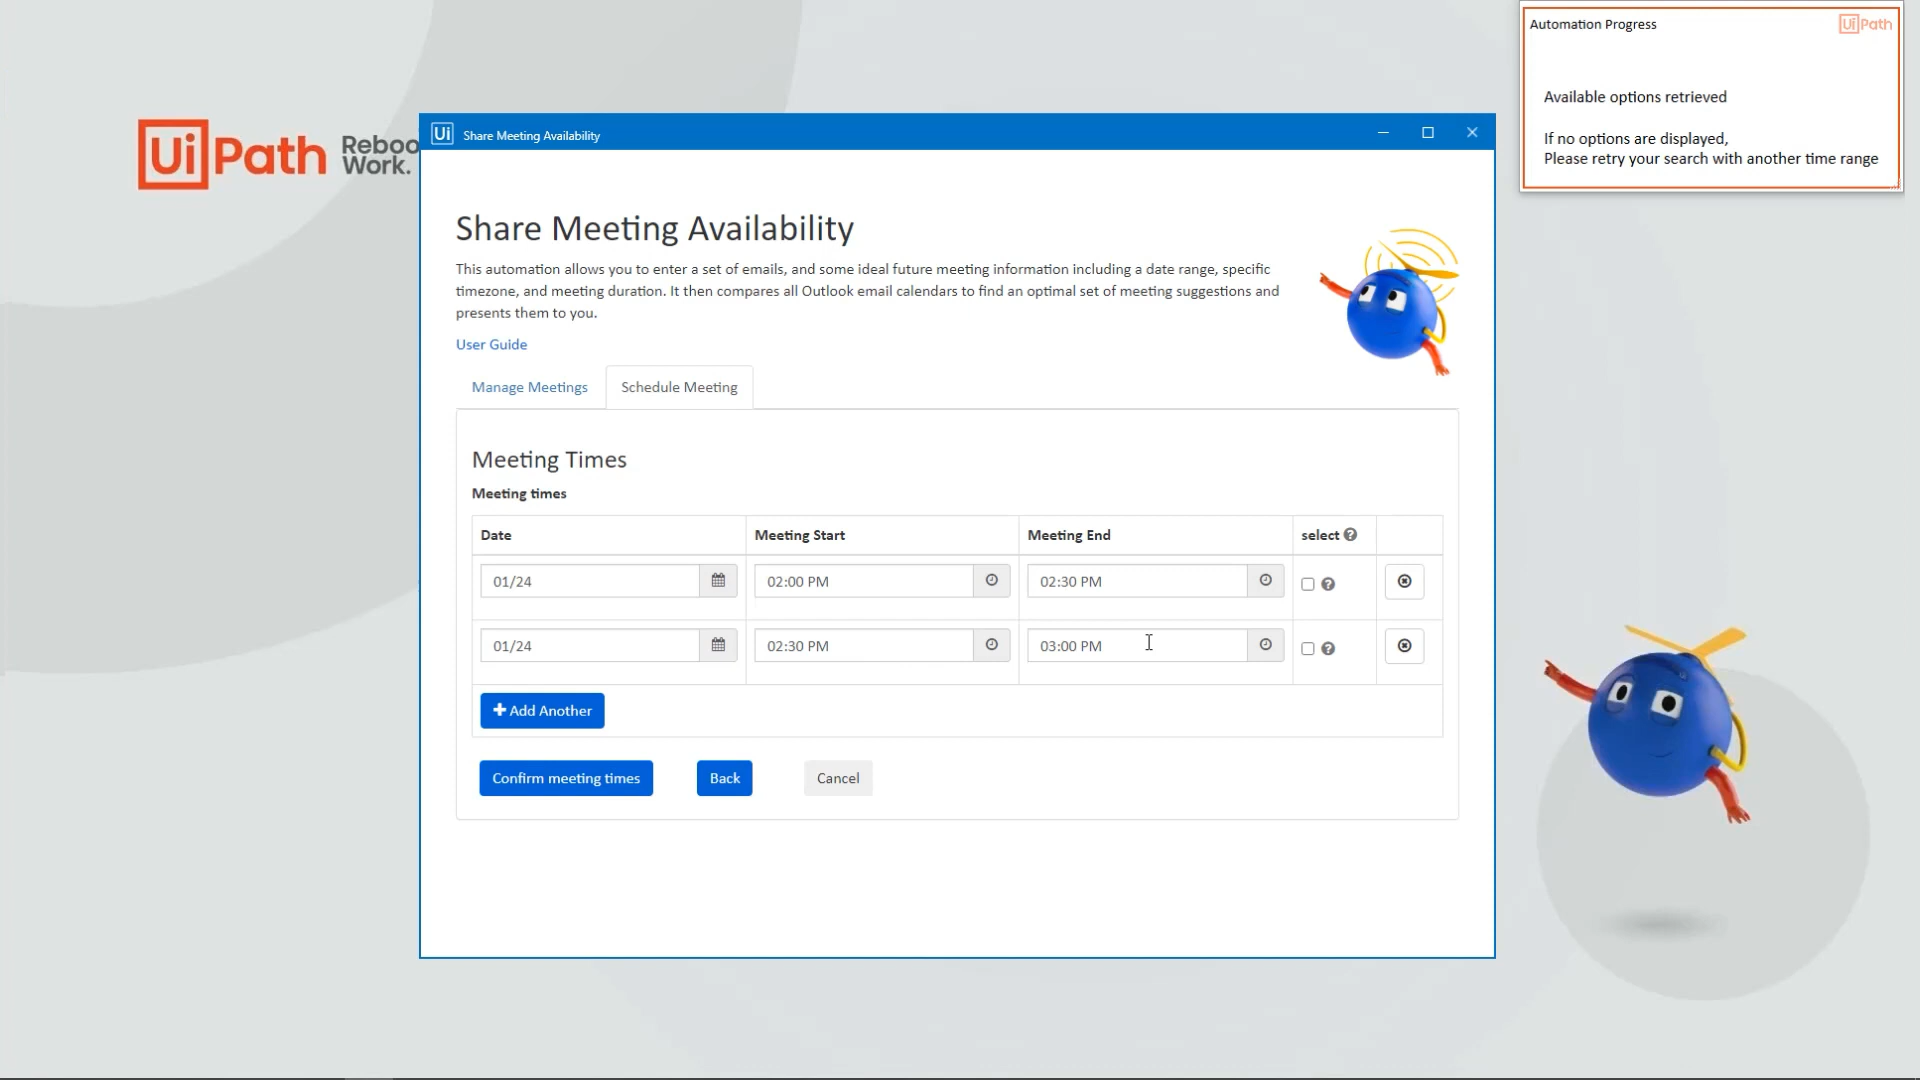 Automation Progress
Ui Path
Available options retrieved
If no options are displayed,
Please retry your search with another time range
Ui Path Reboo
Work.
Ui Share Meeting Availability
Share Meeting Availability
This automation allows you to enter a set of emails, and some ideal future meeting information including a date range, specific
timezone, and meeting duration. It then compares all Outlook email calendars to find an optimal set of meeting suggestions and
presents them to you.
User Guide
Manage Meetings
Schedule Meeting
Meeting Times
Meeting times
Date Meeting Start Meeting End select
01/24 02:00 PM 02:30 PM
01/24 02:30 PM 03:00 PM
Add Another
Confirm meeting times Back Cancel